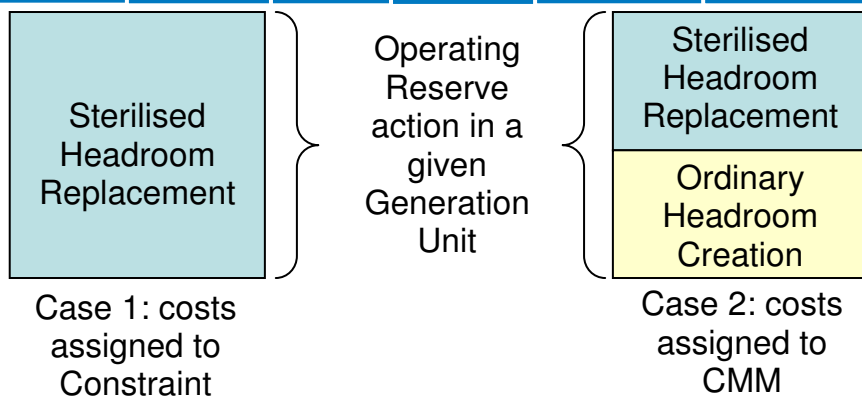 Sterilised
Headroom
Replacement
Case 1: costs
assigned to
Constraint
Operating
Reserve
action in a
given
Generation
Unit
Sterilised
Headroom
Replacement
Ordinary
Headroom
Creation
Case 2: costs
assigned to
CMM